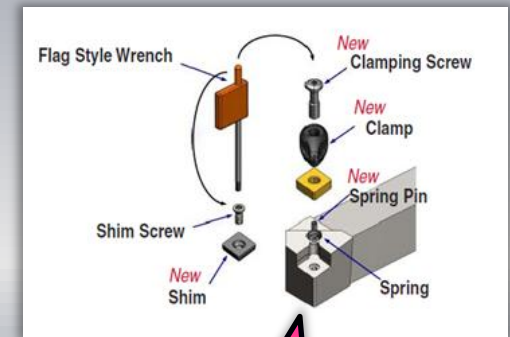 Flag Style Wrench
New
Clamping Screw
New
Clamp
New
Spring Pin
Shim Screw
New
Shim
Spring